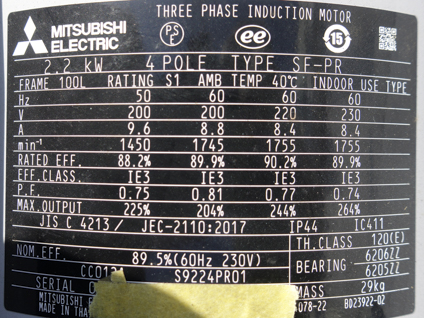 THREE PHASE INDUCTION MOTOR
MITSUBISHI ELECTRIC
PS E
ee
15
2.2 kW 4 POLE TYPE SF-PR
FRAME 100L RATING S1 AMB TEMP 40℃ INDOOR USE TYPE
Hz 50 60 60 60
V 200 200 220 230
A 9.6 8.8 8.4 8.4
min⁻¹ 1450 1745 1755 1755
RATED EFF. 88.2% 89.9% 90.2% 89.9%
EFF.CLASS. IE3 IE3 IE3 IE3
P.F. 0.75 0.81 0.77 0.74
MAX.OUTPUT 225% 204% 244% 264%
JIS C 4213 / JEC-2110:2017 IP44 IC411
TH.CLASS 120(E)
NOM.EFF. 89.5%(60Hz 230V)
BEARING 6206ZZ
6205ZZ
S9224PR01
SERIAL
MASS 29kg
MITSUBISHI
MADE IN
BD23922-02